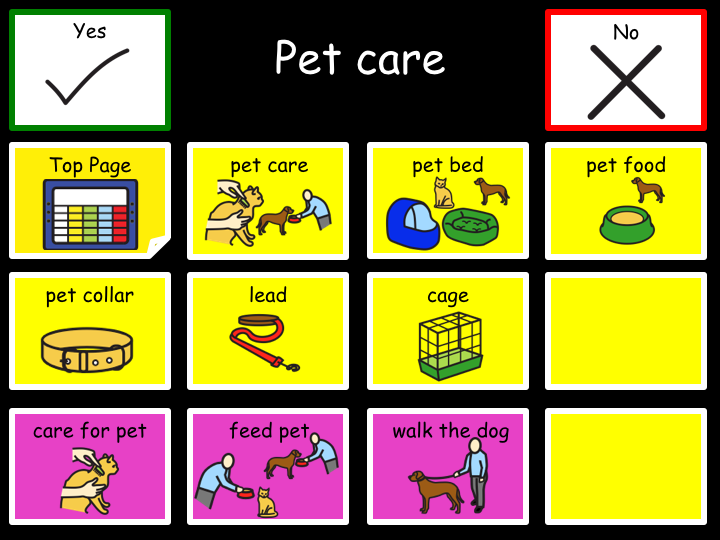 Yes
Pet care
No
Top Page
pet care
pet bed
pet food
pet collar
lead
cage
care for pet
feed pet
walk the dog